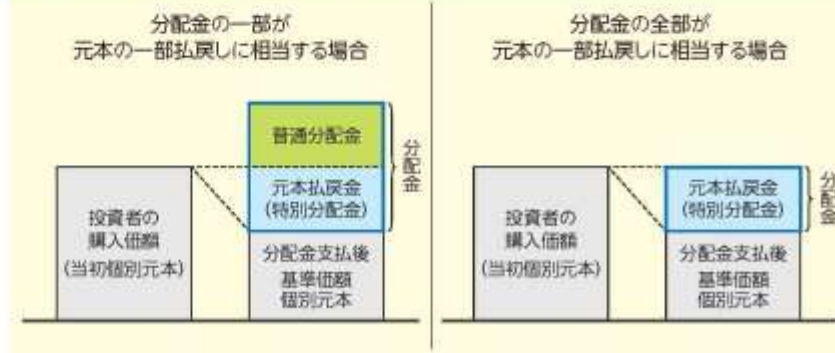 分配金の一部が
元本の一部払戻しに相当する場合
普通分配金
元本払戻金
(特別分配金)
分配金
投資者の
購入価額
(当初個別元本)
分配金支払後
基準価額
個別元本
分配金の全部が
元本の一部払戻しに相当する場合
元本払戻金
(特別分配金)
分配金
投資者の
購入価額
(当初個別元本)
分配金支払後
基準価額
個別元本